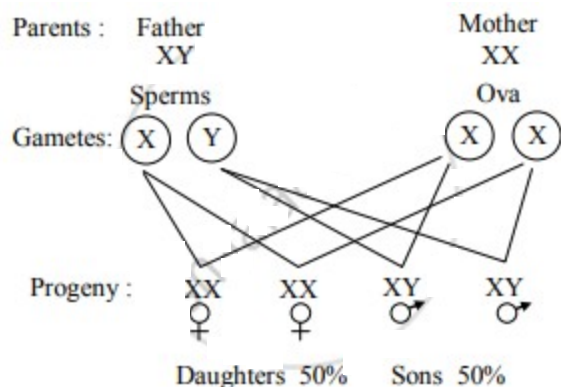 Parents : Father Mother
XY XX
Sperms Ova
Gametes: X Y X X
Progeny : XX XX XY XY
Daughters 50% Sons 50%